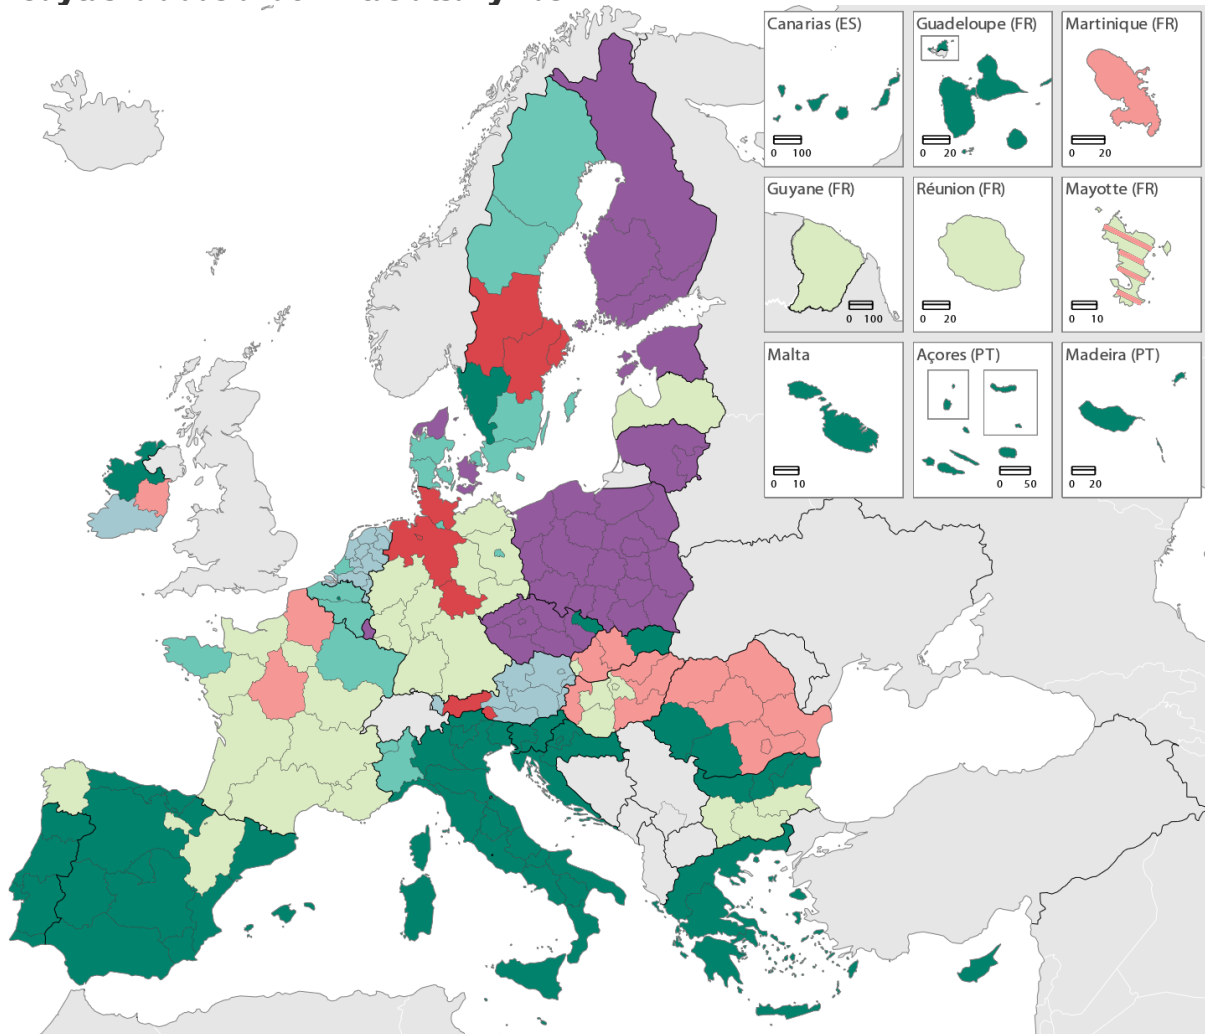 Canarias (ES)
0 100
Guadeloupe (FR)
0 20
Martinique (FR)
0 20
Guyane (FR)
0 100
Réunion (FR)
0 20
Mayotte (FR)
0 10
Malta
0 10
Açores (PT)
0 50
Madeira (PT)
0 20